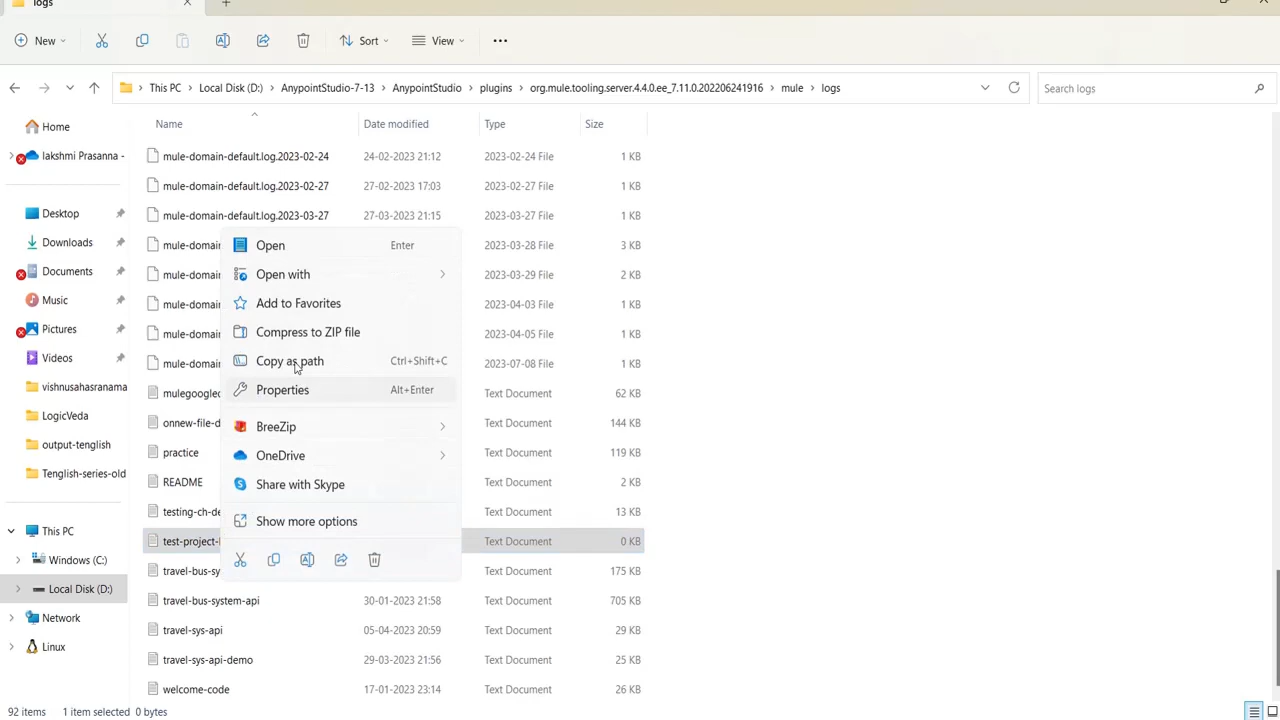 logs
New
Sort
View
This PC
Local Disk (D:)
AnypointStudio-7-13
AnypointStudio
plugins
org.mule.tooling.server.4.4.0.ee_7.11.0.202206241916
mule
logs
Search logs
Name
Date modified
Type
Size
Home
lakshmi Prasanna -
Desktop
Downloads
Documents
Music
Pictures
Videos
vishnusahasranama
LogicVeda
output-tenglish
Tenglish-series-old
This PC
Windows (C:)
Local Disk (D:)
Network
Linux
mule-domain-default.log.2023-02-24 24-02-2023 21:12 2023-02-24 File 1 KB
mule-domain-default.log.2023-02-27 27-02-2023 17:03 2023-02-27 File 1 KB
mule-domain-default.log.2023-03-27 27-03-2023 21:15 2023-03-27 File 1 KB
mule-domain 2023-03-28 File 3 KB
mule-domain 2023-03-29 File 2 KB
mule-domain 2023-04-03 File 1 KB
mule-domain 2023-04-05 File 1 KB
mule-domain 2023-07-08 File 1 KB
mulegoogled Text Document 62 KB
onnew-file-d Text Document 144 KB
practice Text Document 119 KB
README Text Document 2 KB
testing-ch-de Text Document 13 KB
test-project- Text Document 0 KB
travel-bus-sy Text Document 175 KB
travel-bus-system-api 30-01-2023 21:58 Text Document 705 KB
travel-sys-api 05-04-2023 20:59 Text Document 29 KB
travel-sys-api-demo 29-03-2023 21:56 Text Document 25 KB
welcome-code 17-01-2023 23:14 Text Document 26 KB
Open Enter
Open with
Add to Favorites
Compress to ZIP file
Copy as path Ctrl+Shift+C
Properties Alt+Enter
BreeZip
OneDrive
Share with Skype
Show more options
92 items 1 item selected 0 bytes